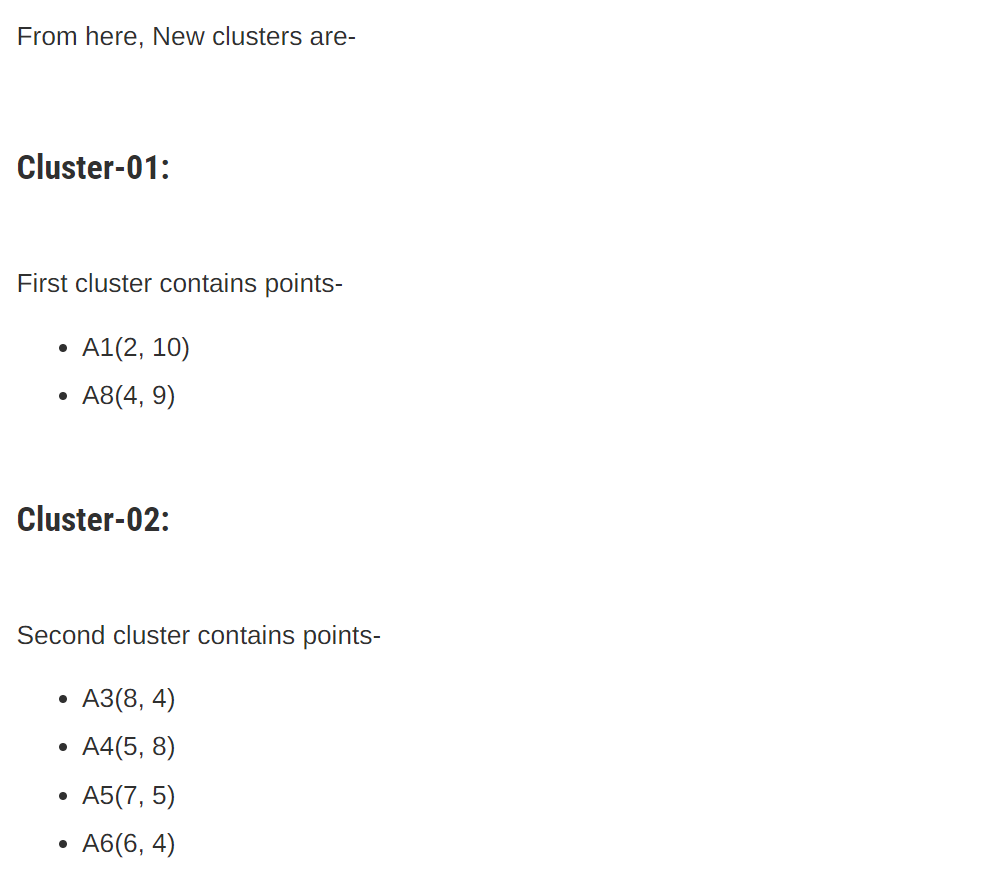 From here, New clusters are-
Cluster-01:
First cluster contains points-
A1(2, 10)
A8(4, 9)
Cluster-02:
Second cluster contains points-
A3(8, 4)
A4(5, 8)
A5(7, 5)
A6(6, 4)